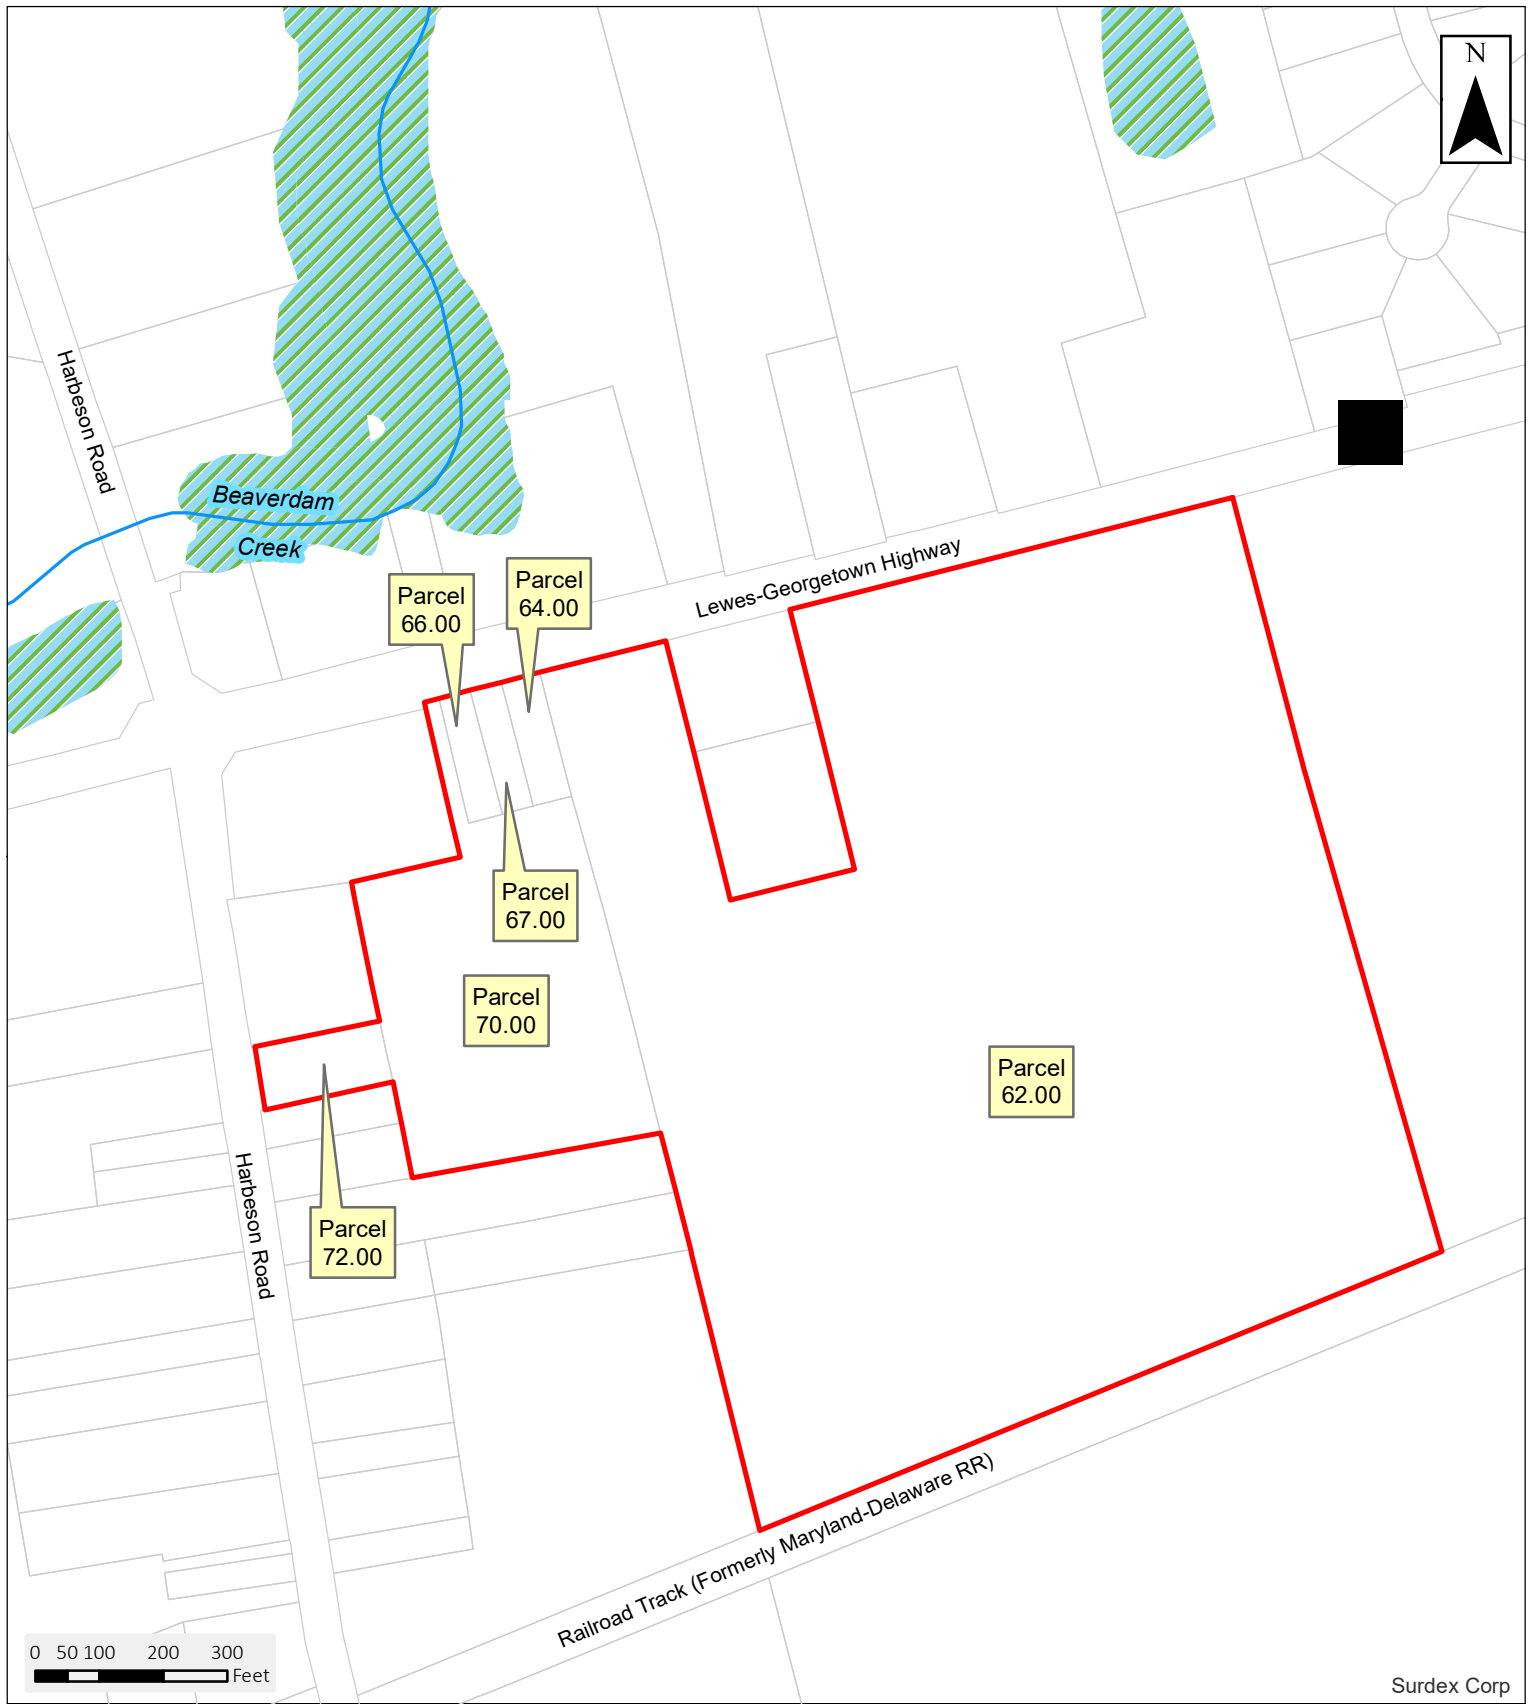 N
Harbeson Road
Beaverdam
Creek
Lewes-Georgetown Highway
Parcel
66.00
Parcel
64.00
Parcel
67.00
Parcel
70.00
Parcel
62.00
Parcel
72.00
Harbeson Road
Railroad Track (Formerly Maryland-Delaware RR)
0 50 100 200 300
Feet
Surdex Corp